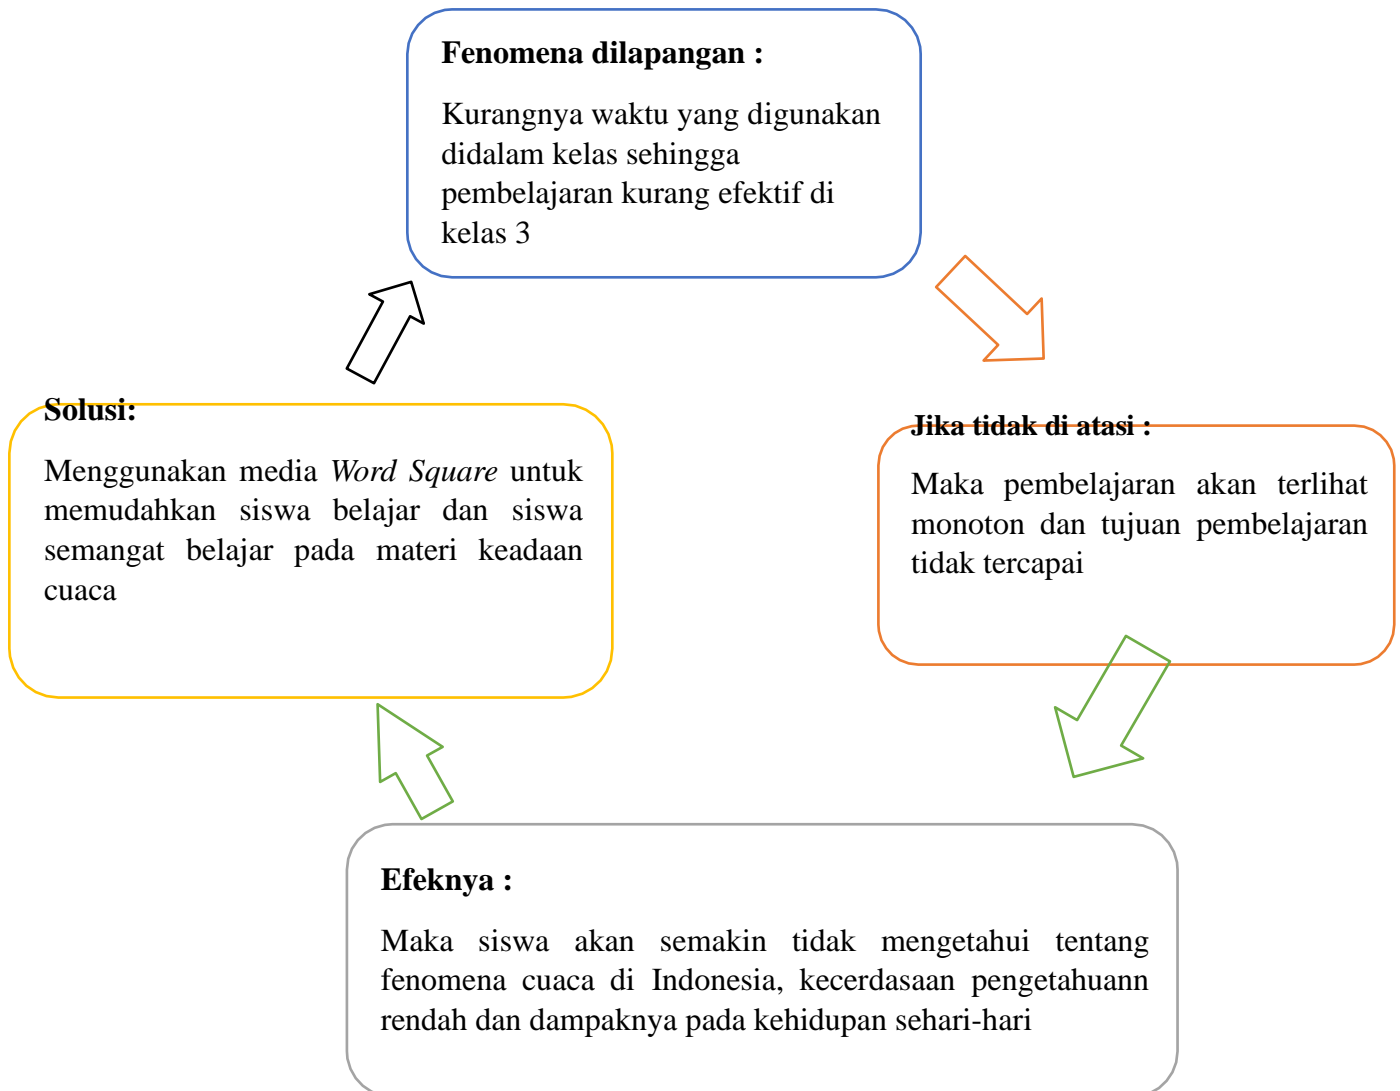 Fenomena dilapangan :
Kurangnya waktu yang digunakan
didalam kelas sehingga
pembelajaran kurang efektif di
kelas 3
Jika tidak di atasi :
Maka pembelajaran akan terlihat
monoton dan tujuan pembelajaran
tidak tercapai
Efeknya :
Maka siswa akan semakin tidak mengetahui tentang
fenomena cuaca di Indonesia, kecerdasaan pengetahuann
rendah dan dampaknya pada kehidupan sehari-hari
Solusi:
Menggunakan media Word Square untuk
memudahkan siswa belajar dan siswa
semangat belajar pada materi keadaan
cuaca